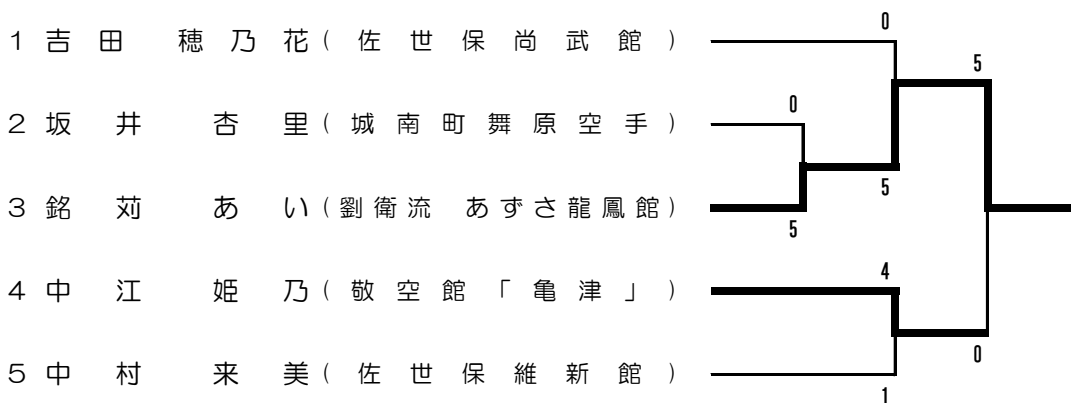 0
1 吉田 穂乃花(佐世保尚武館)
5
0
2 坂井 杏里(城南町舞原空手)
5
3 銘苅 あい(劉衛流 あずさ龍鳳館)
5
4
4 中江 姫乃(敬空館「亀津」)
0
5 中村 来美(佐世保維新館)
1